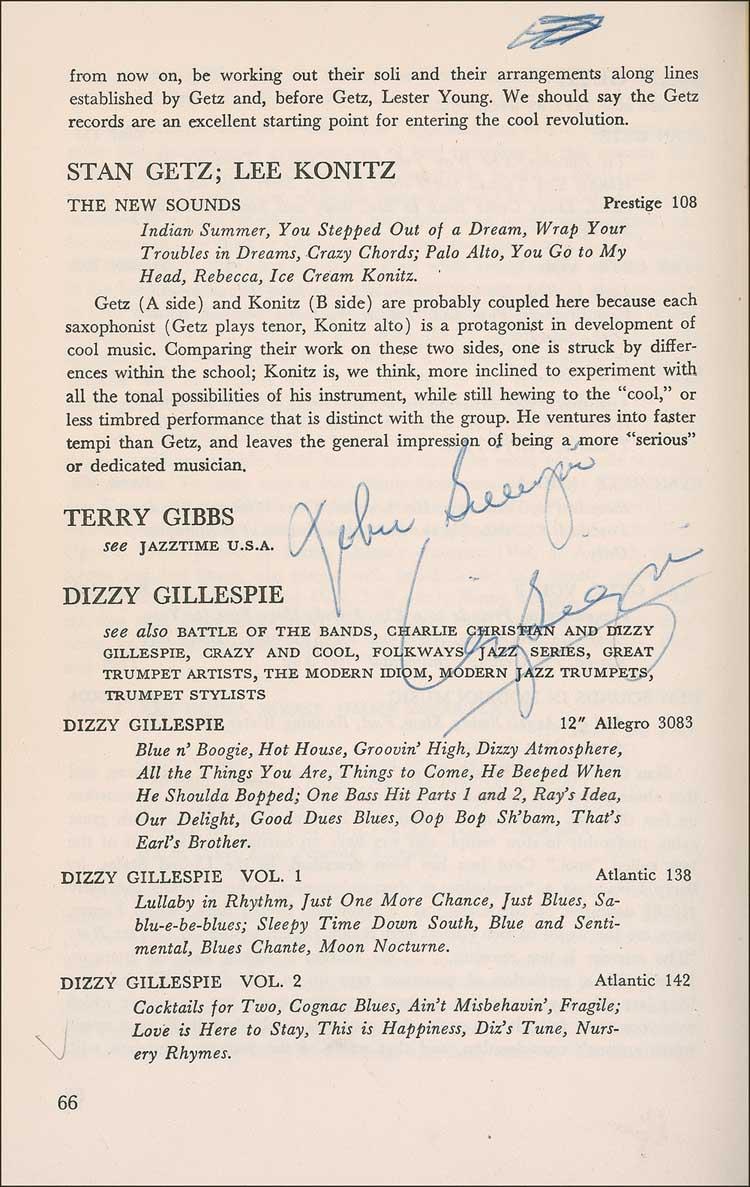 from now on, be working out their soli and their arrangements along lines
established by Getz and, before Getz, Lester Young. We should say the Getz
records are an excellent starting point for entering the cool revolution.
STAN GETZ; LEE KONITZ
THE NEW SOUNDS Prestige 108
Indian Summer, You Stepped Out of a Dream, Wrap Your
Troubles in Dreams, Crazy Chords; Palo Alto, You Go to My
Head, Rebecca, Ice Cream Konitz.
Getz (A side) and Konitz (B side) are probably coupled here because each
saxophonist (Getz plays tenor, Konitz alto) is a protagonist in development of
cool music. Comparing their work on these two sides, one is struck by differ-
ences within the school; Konitz is, we think, more inclined to experiment with
all the tonal possibilities of his instrument, while still hewing to the “cool,” or
less timbred performance that is distinct with the group. He ventures into faster
tempi than Getz, and leaves the general impression of being a more “serious”
or dedicated musician.
John
TERRY GIBBS
see JAZZTIME U.S.A.
DIZZY GILLESPIE
see also BATTLE OF THE BANDS, CHARLIE CHRISTIAN AND DIZZY
GILLESPIE, CRAZY AND COOL, FOLKWAYS JAZZ SERIES, GREAT
TRUMPET ARTISTS, THE MODERN IDIOM, MODERN JAZZ TRUMPETS,
TRUMPET STYLISTS
DIZZY GILLESPIE 12″ Allegro 3083
Blue n’ Boogie, Hot House, Groovin’ High, Dizzy Atmosphere,
All the Things You Are, Things to Come, He Beeped When
He Shoulda Bopped; One Bass Hit Parts 1 and 2, Ray’s Idea,
Our Delight, Good Dues Blues, Oop Bop Sh’bam, That’s
Earl’s Brother.
DIZZY GILLESPIE VOL. 1 Atlantic 138
Lullaby in Rhythm, Just One More Chance, Just Blues, Sa-
blu-e-be-blues; Sleepy Time Down South, Blue and Senti-
mental, Blues Chante, Moon Nocturne.
DIZZY GILLESPIE VOL. 2 Atlantic 142
Cocktails for Two, Cognac Blues, Ain’t Misbehavin’, Fragile;
Love is Here to Stay, This is Happiness, Diz’s Tune, Nurs-
ery Rhymes.
66